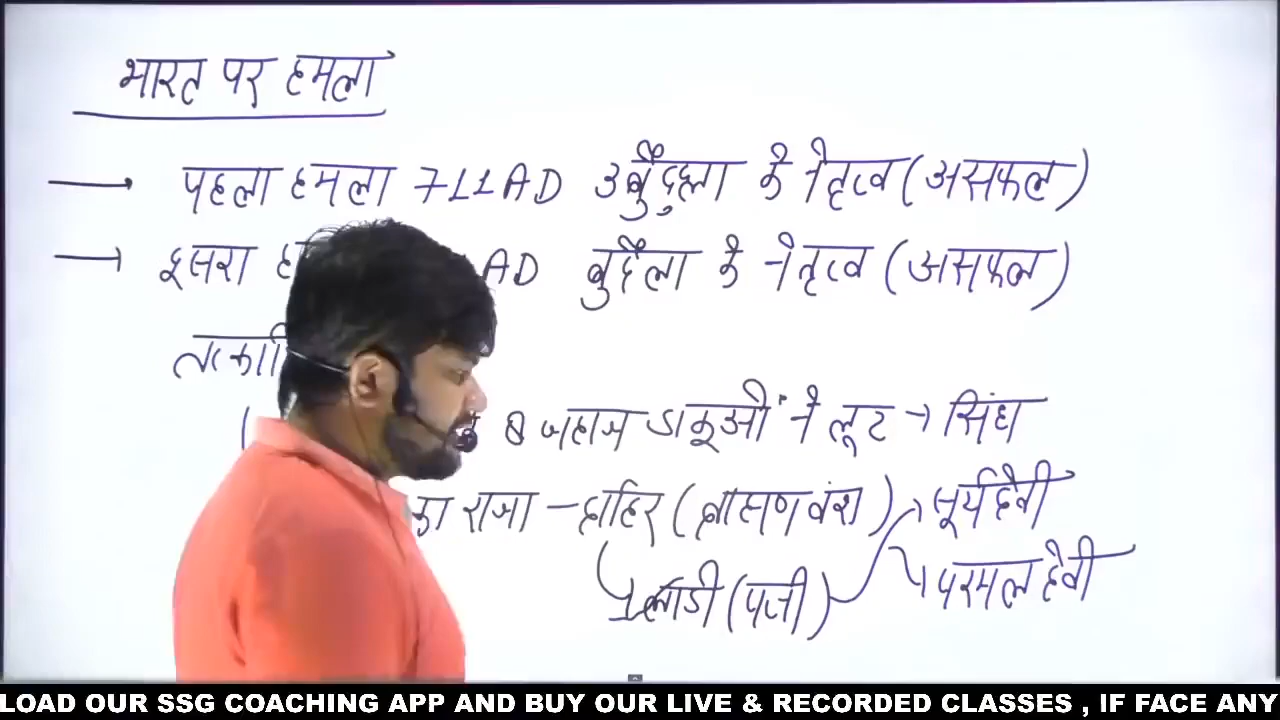 भारत पर हमला
→ पहला हमला 711AD उबैदुल्ला के नेतृत्व (असफल)
→ दूसरा AD बुदैला के नेतृत्व (असफल)
8 जहाज डाकूओं ने लूट → सिंध
का राजा - दाहिर (ब्राह्मण वंश) → सूर्यदेवी
लाडी (पत्नी) → परमल देवी
LOAD OUR SSG COACHING APP AND BUY OUR LIVE & RECORDED CLASSES , IF FACE ANY